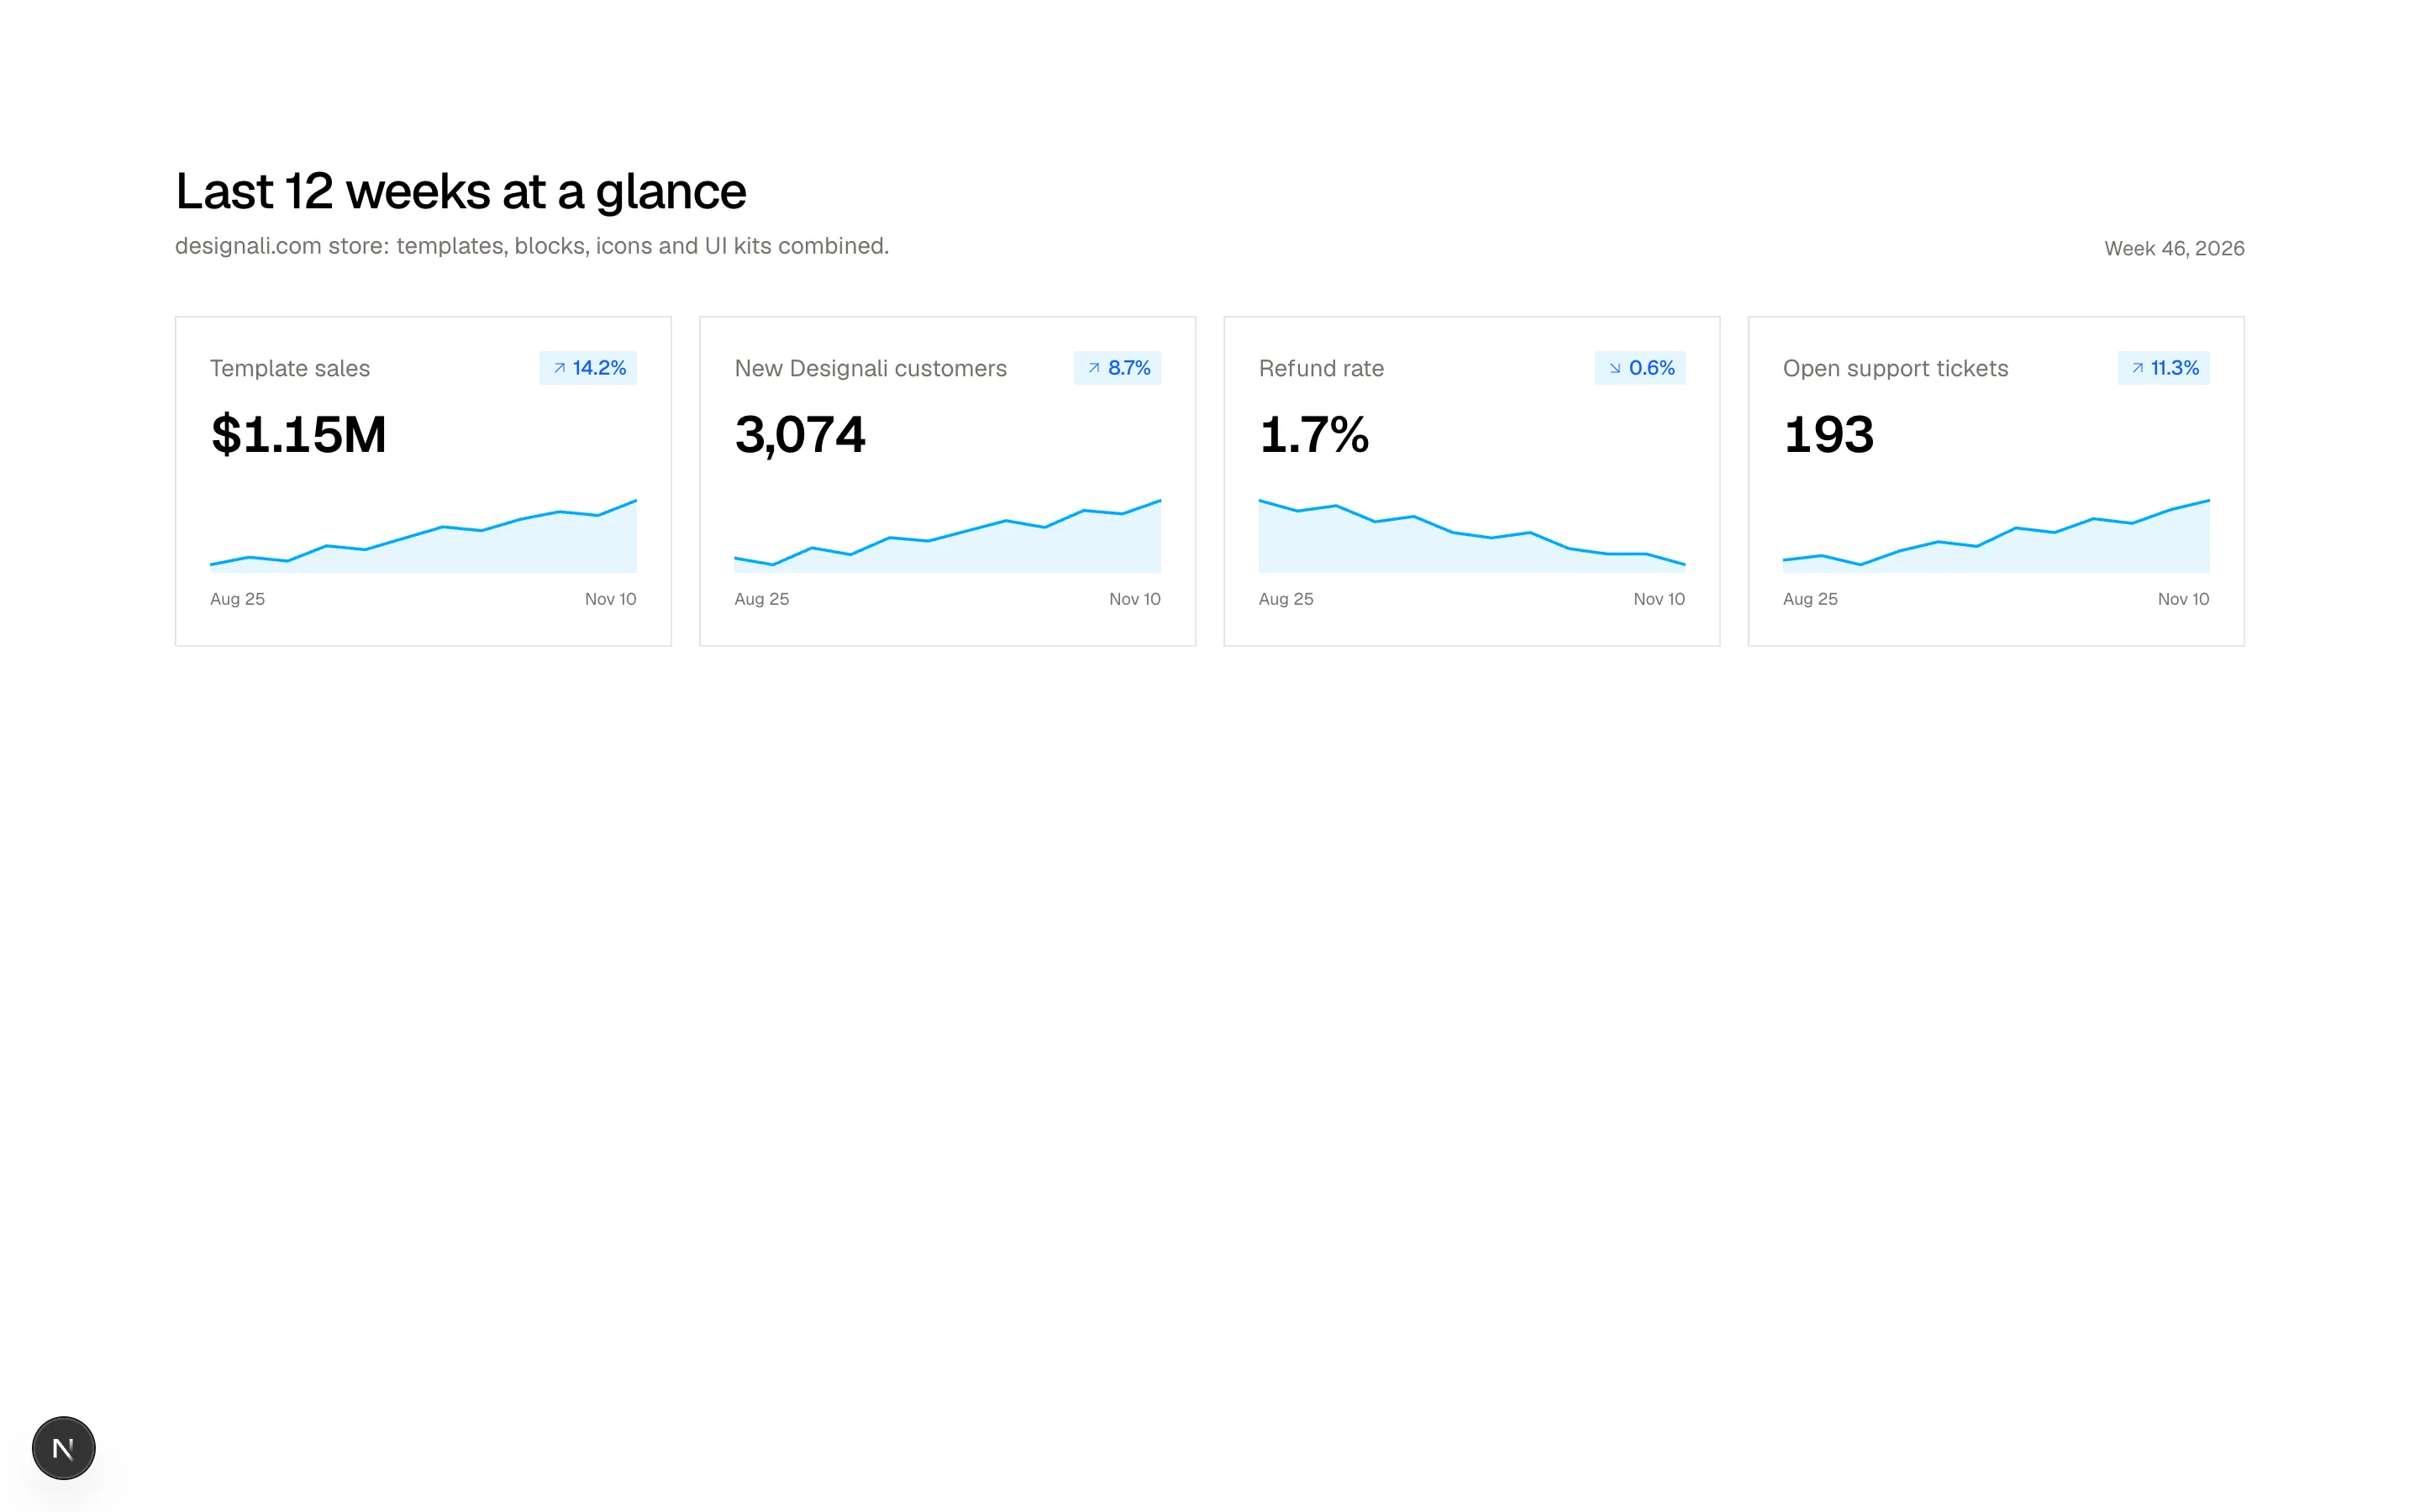 Last 12 weeks at a glance
designali.com store: templates, blocks, icons and UI kits combined.
Week 46, 2026
Template sales
14.2%
$1.15M
Aug 25
Nov 10
New Designali customers
8.7%
3,074
Aug 25
Nov 10
Refund rate
0.6%
1.7%
Aug 25
Nov 10
Open support tickets
11.3%
193
Aug 25
Nov 10
N